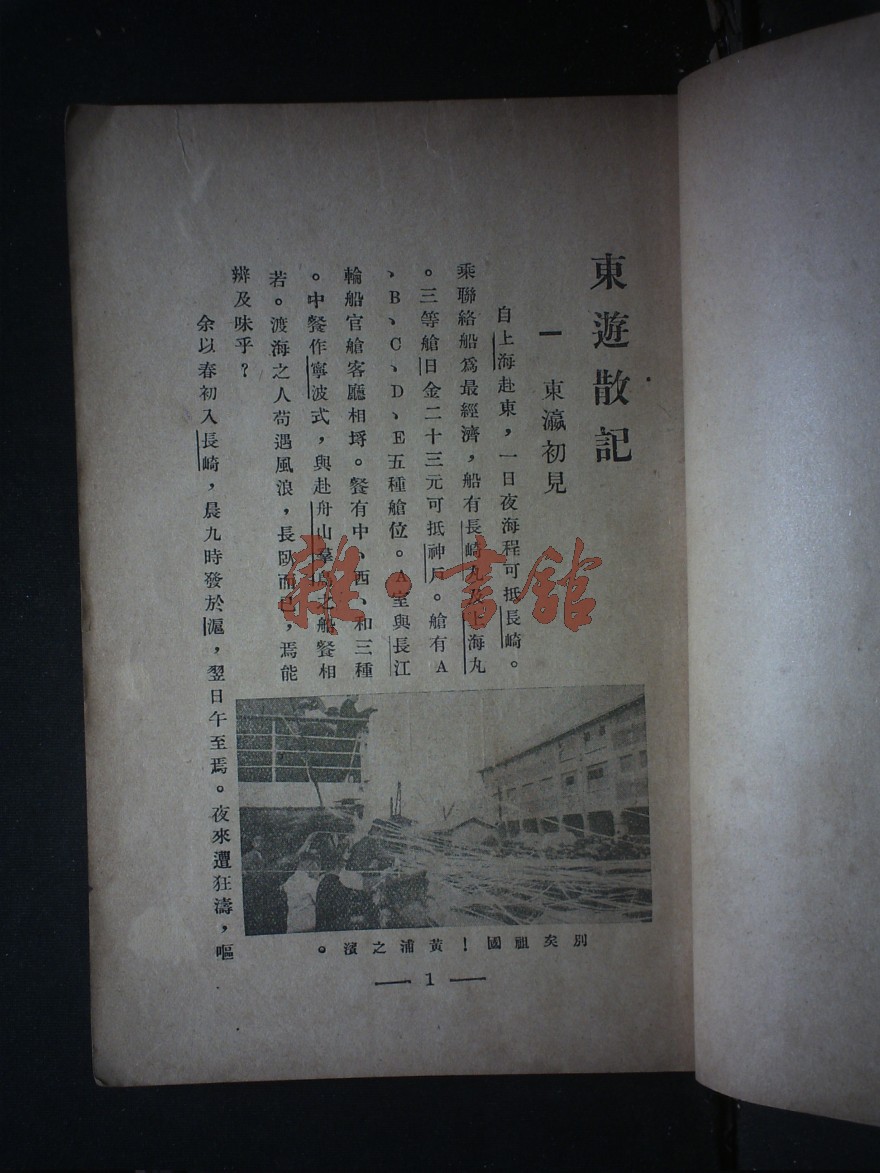 東遊散記
一 東瀛初見
自上海赴東，一日夜海程可抵長崎。
乘聯絡船爲最經濟，船有長崎丸及上海丸
。三等艙日金二十三元可抵神戶。艙有A
、B、C、D、E五種艙位。A室與長江
輪船官艙客廳相埒。餐有中、西、和三種
。中餐作寧波式，與赴舟山羣島之船餐相
若。渡海之人苟遇風浪，長臥而已，焉能
辨及味乎？
余以春初入長崎，晨九時發於滬，翌日午至焉。夜來遭狂濤，嘔
別矣祖國！黃浦之濱。
— 1 —
雜·書館